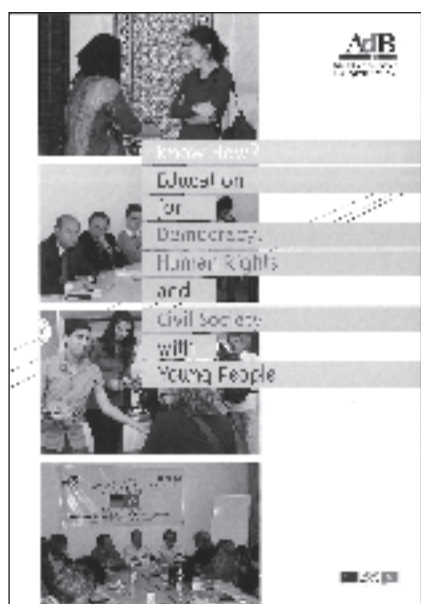 AdB
Know How?
Education
for
Democracy,
Human Rights
and
Civil Society
with
Young People